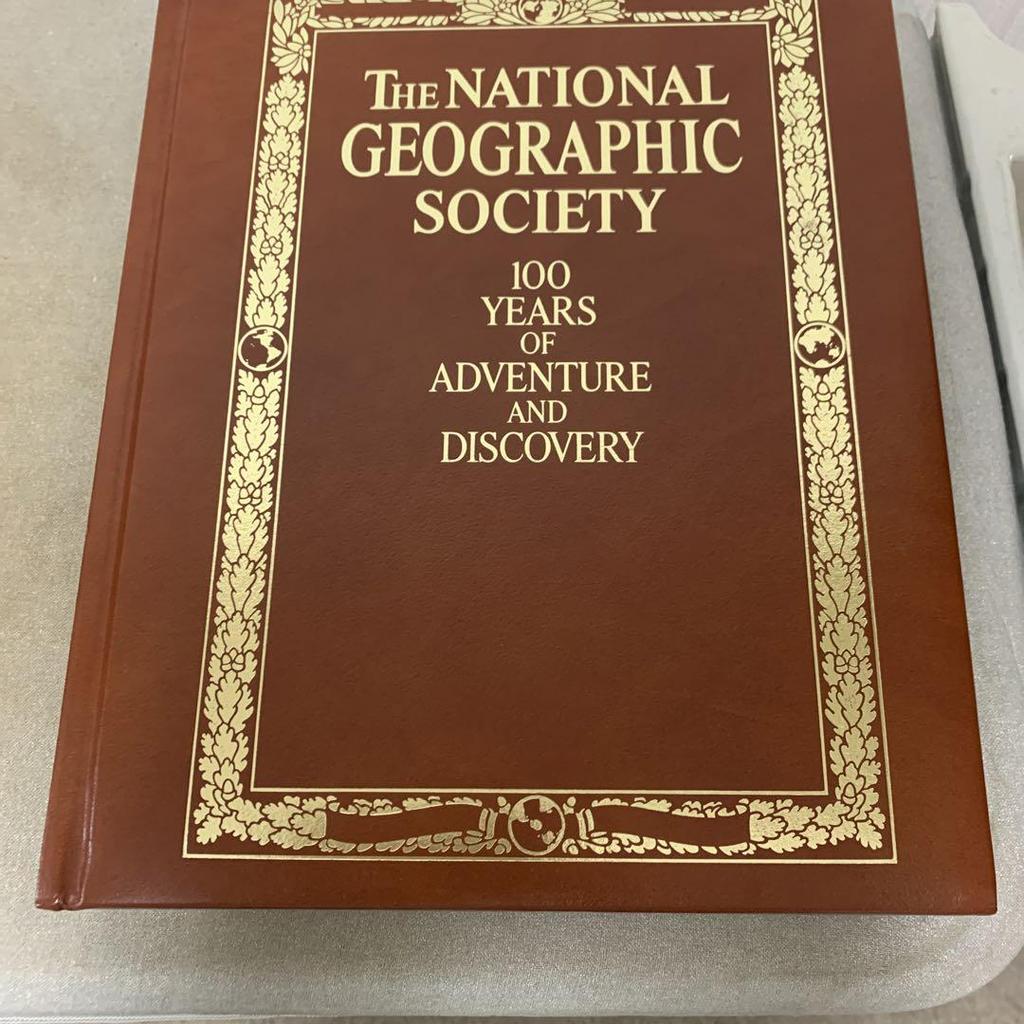 The NATIONAL
GEOGRAPHIC
SOCIETY
100
YEARS
OF
ADVENTURE
AND
DISCOVERY